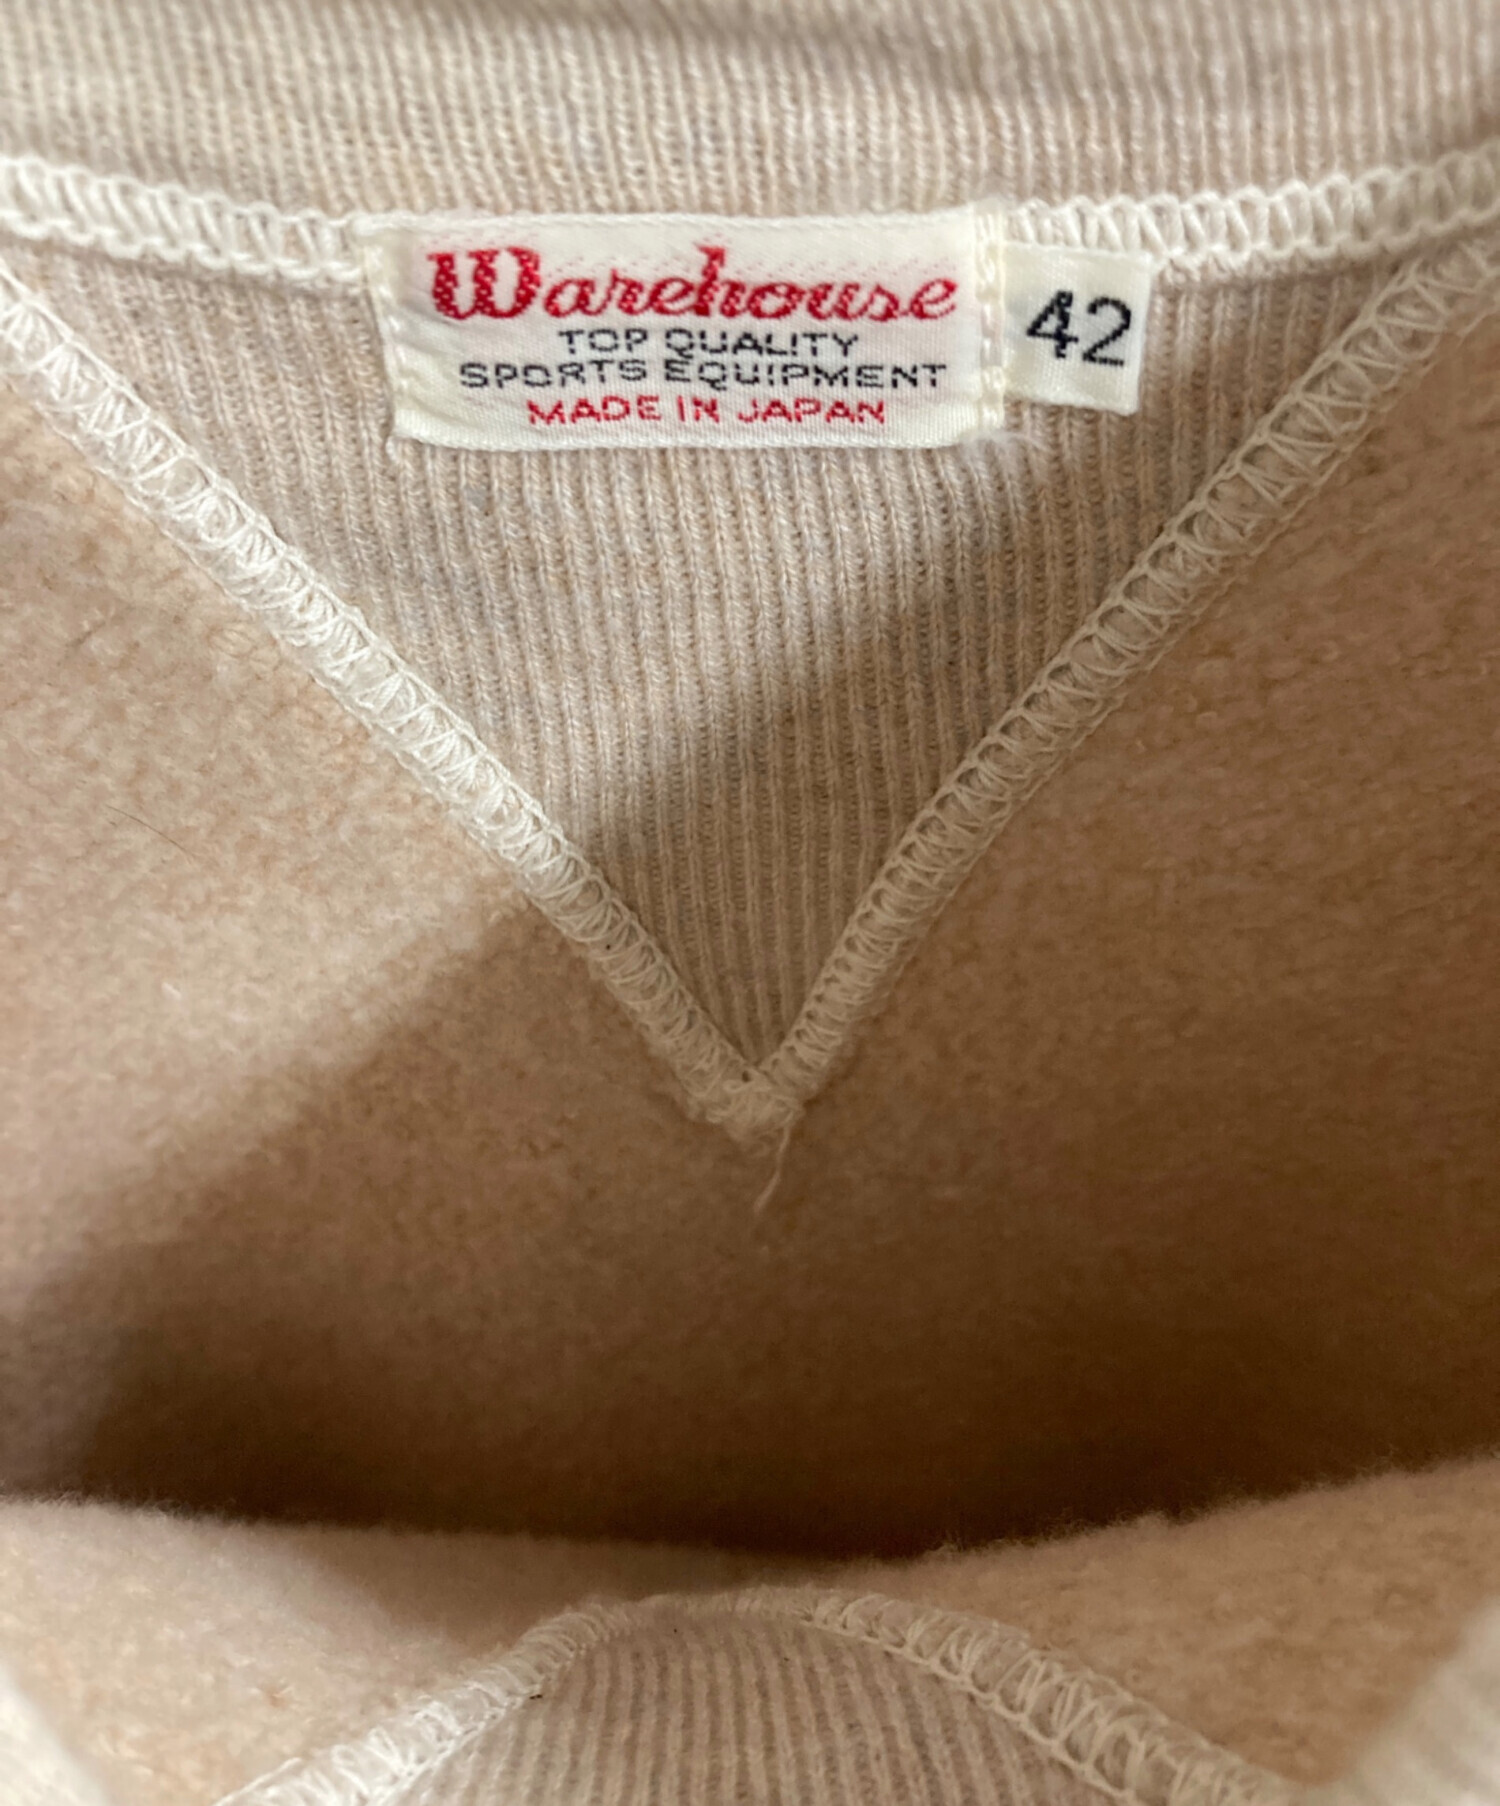 Warehouse
TOP QUALITY
SPORTS EQUIPMENT
MADE IN JAPAN
42